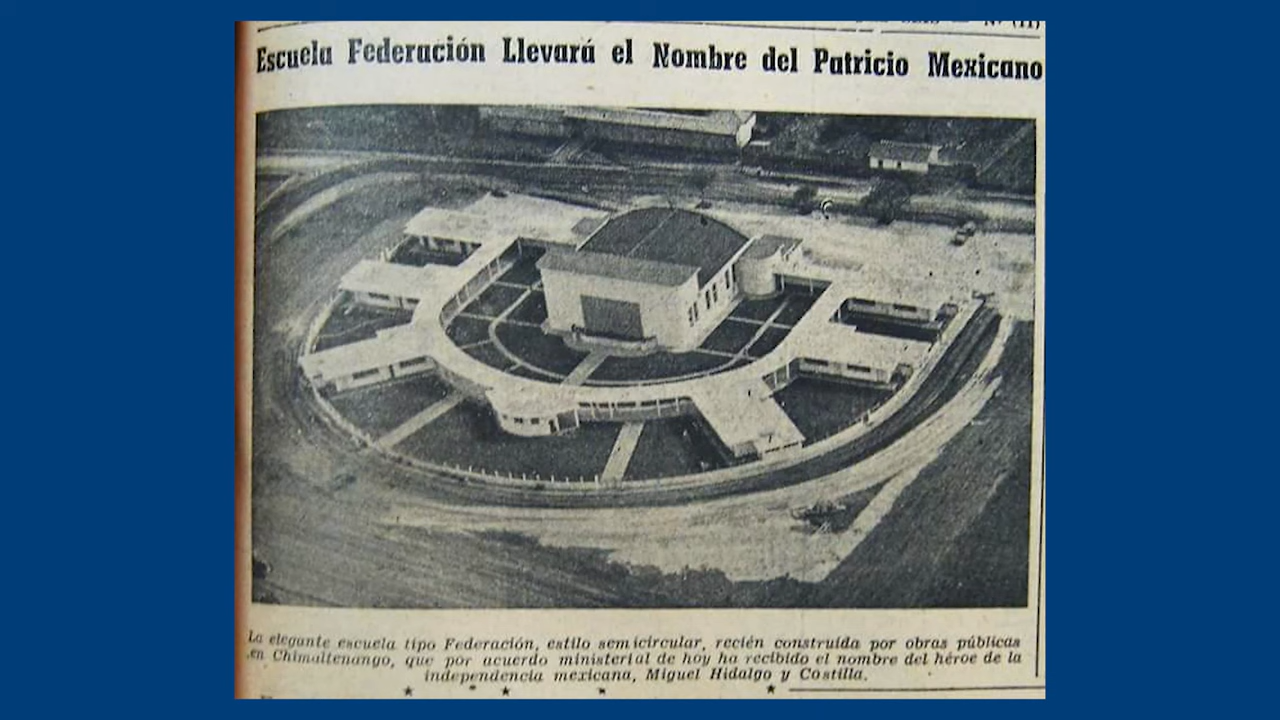 Nº (11)
Escuela Federación Llevará el Nombre del Patricio Mexicano
La elegante escuela tipo Federación, estilo semicircular, recién construída por obras públicas
en Chimaltenango, que por acuerdo ministerial de hoy ha recibido el nombre del héroe de la
independencia mexicana, Miguel Hidalgo y Costilla.